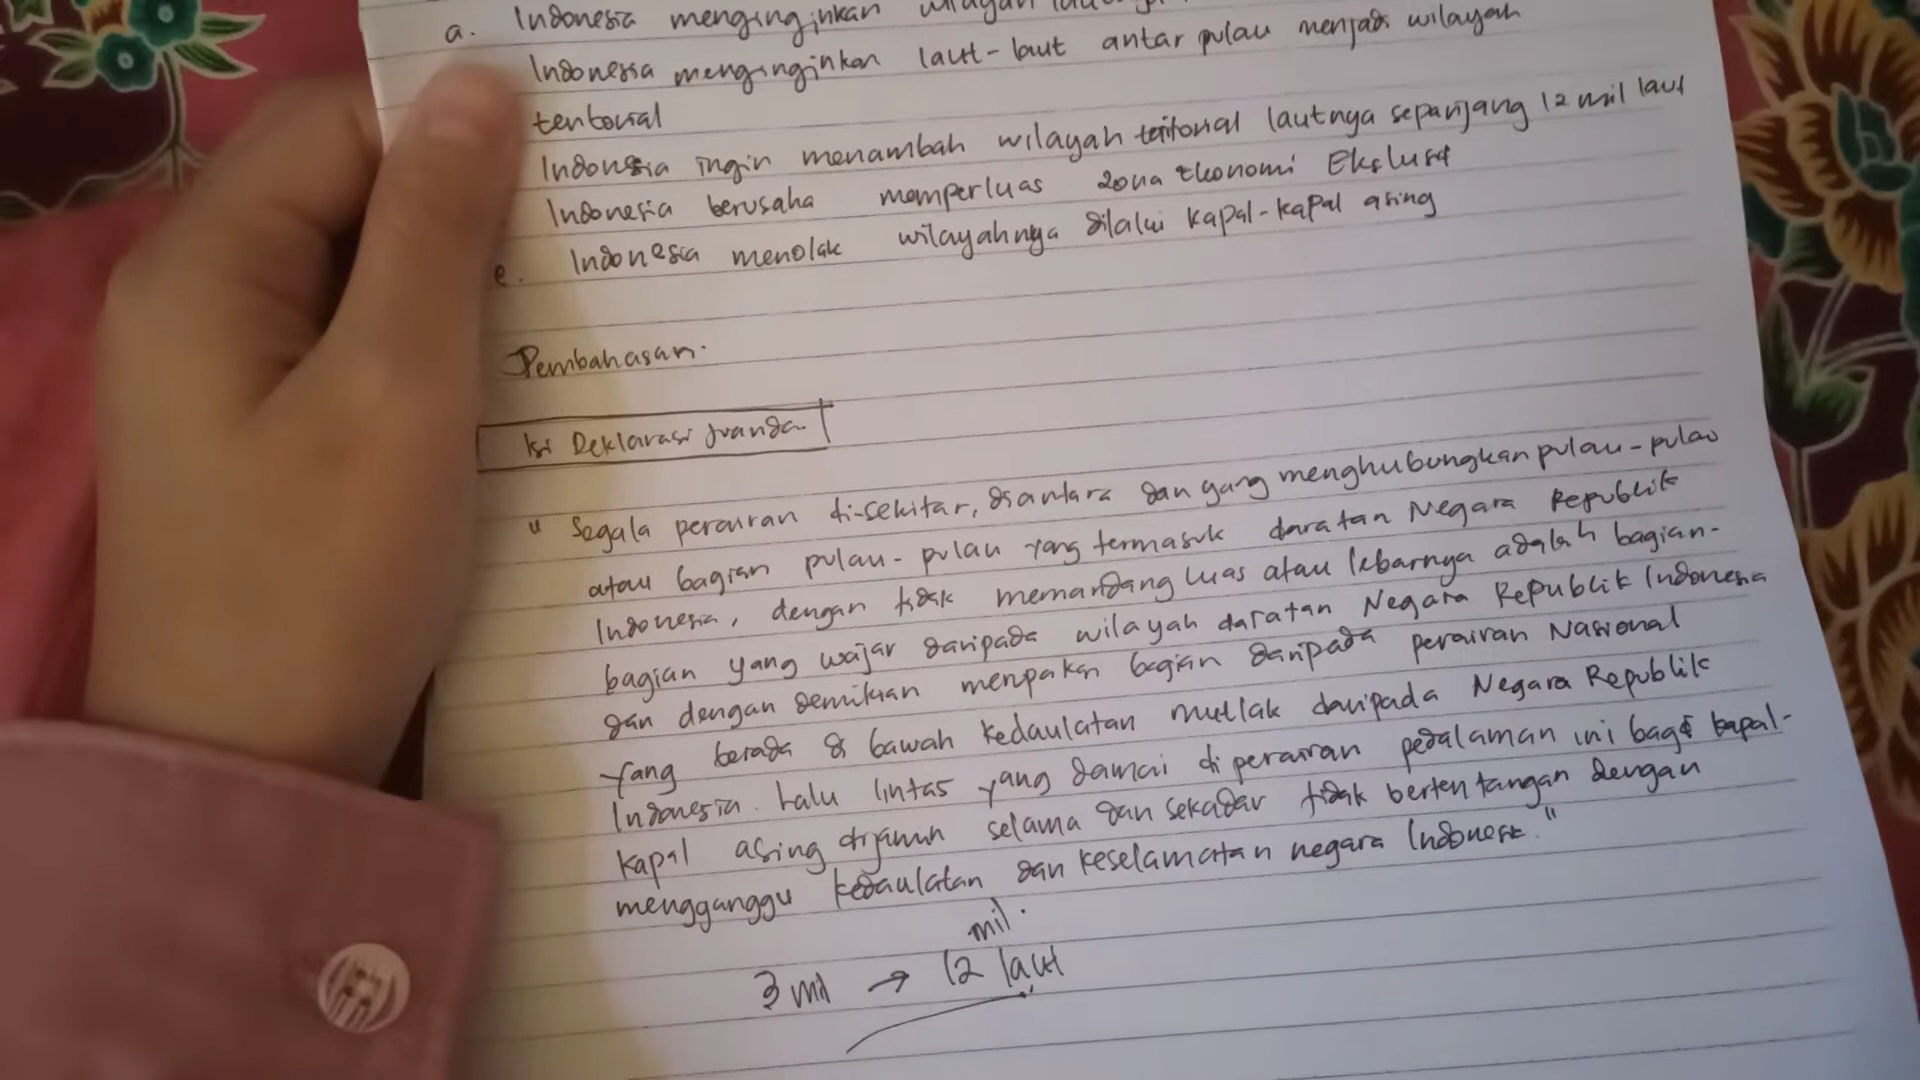 a. Indonesia menginginkan wilayah
Indonesia menginginkan laut-laut antar pulau menjadi wilayah
teritorial
Indonesia ingin menambah wilayah teritorial lautnya sepanjang 12 mil laut
Indonesia berusaha memperluas zona Ekonomi Ekslusif
e. Indonesia menolak wilayahnya dilalui kapal-kapal asing
Pembahasan.
Isi Deklarasi Juanda
" Segala perairan di-sekitar, diantara dan yang menghubungkan pulau-pulau
atau bagian pulau-pulau yang termasuk daratan Negara Republik
Indonesia, dengan tidak memandang luas atau lebarnya adalah bagian-
bagian yang wajar daripada wilayah daratan Negara Republik Indonesia
dan dengan demikian merupakan bagian daripada perairan Nasional
yang berada di bawah kedaulatan mutlak daripada Negara Republik
Indonesia. Lalu lintas yang damai di perairan pedalaman ini bagi kapal-
kapal asing dijamin selama dan sekadar tidak bertentangan dengan
mengganggu kedaulatan dan keselamatan negara Indonesia."
mil.
3 mil → 12 laut